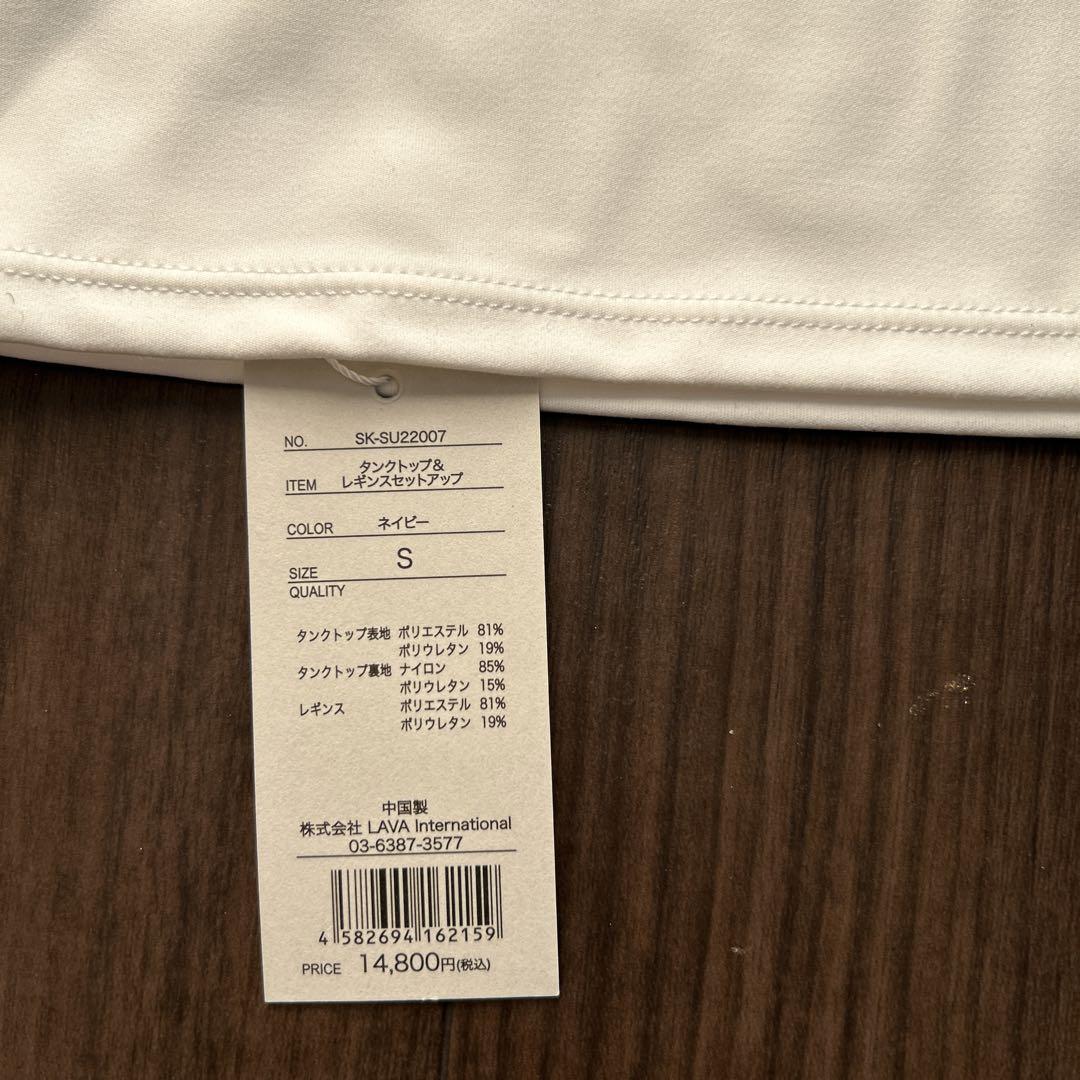 NO. SK-SU22007
タンクトップ&
ITEM レギンスセットアップ
COLOR ネイビー
SIZE S
QUALITY
タンクトップ表地 ポリエステル 81%
ポリウレタン 19%
タンクトップ裏地 ナイロン 85%
ポリウレタン 15%
レギンス ポリエステル 81%
ポリウレタン 19%
中国製
株式会社 LAVA International
03-6387-3577
4 582694 162159
PRICE 14,800円(税込)